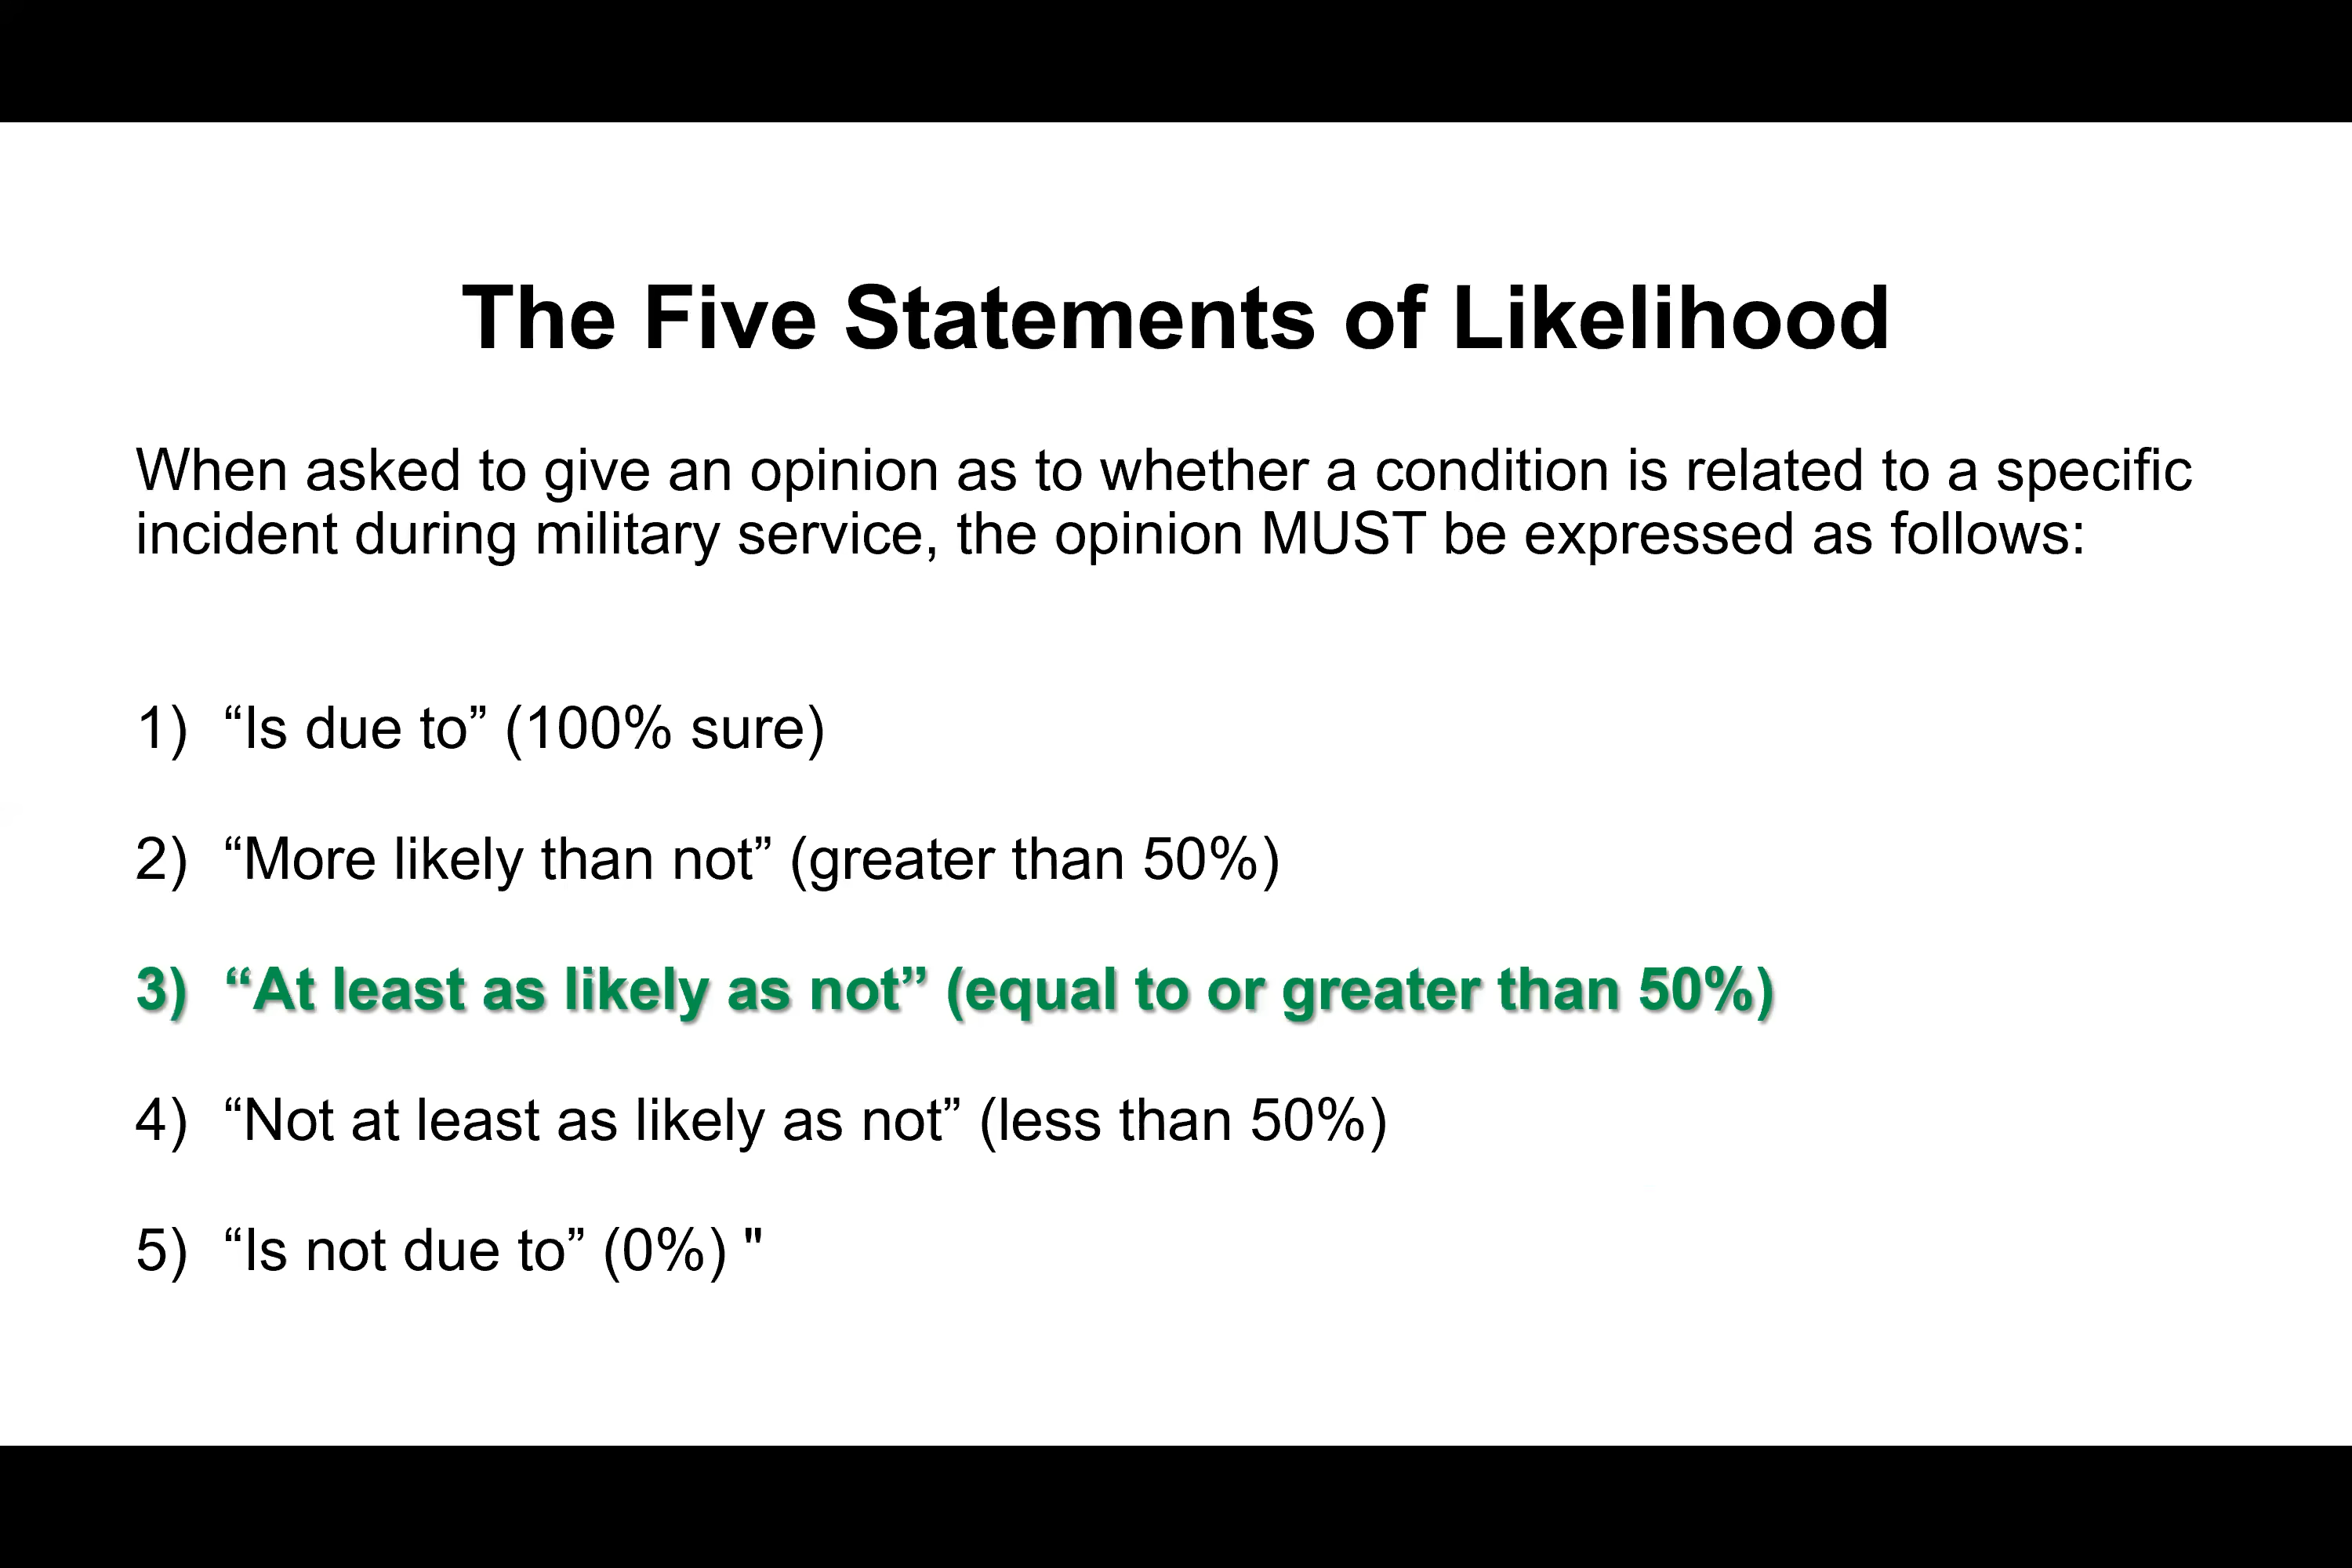 The Five Statements of Likelihood
When asked to give an opinion as to whether a condition is related to a specific
incident during military service, the opinion MUST be expressed as follows:
1) “Is due to” (100% sure)
2) “More likely than not” (greater than 50%)
3) “At least as likely as not” (equal to or greater than 50%)
4) “Not at least as likely as not” (less than 50%)
5) “Is not due to” (0%) "